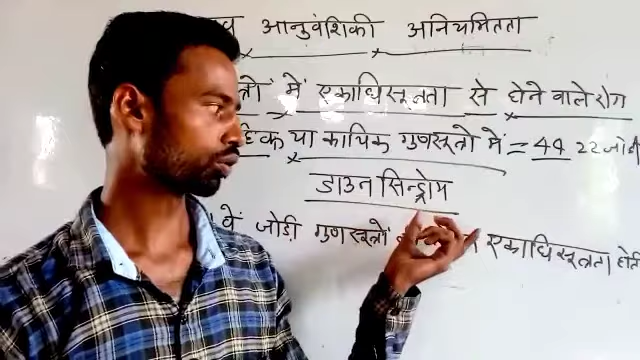 आनुवंशिकी अनियमितता
में एकाधिसूत्रता से होने वाले रोग
या कायिक गुणसूत्रों में = 44 22 जोड़ी
डाउन सिन्ड्रोम
वें जोड़ी गुणसूत्रों एकाधिसूत्रता होती